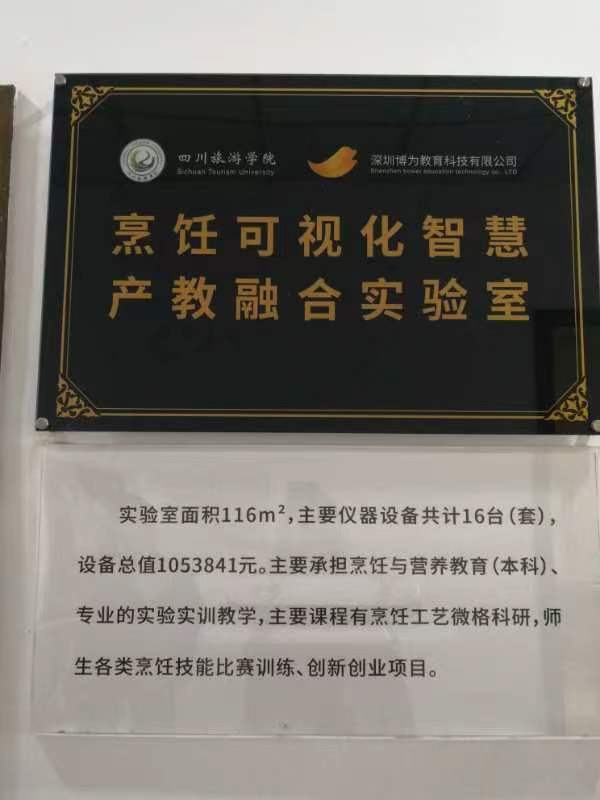 四川旅游学院
Sichuan Tourism University
深圳博为教育科技有限公司
Shenzhen bower education technology co., LTD
烹饪可视化智慧
产教融合实验室
实验室面积116m²,主要仪器设备共计16台(套),
设备总值1053841元。主要承担烹饪与营养教育(本科)、
专业的实验实训教学,主要课程有烹饪工艺微格科研,师
生各类烹饪技能比赛训练、创新创业项目。